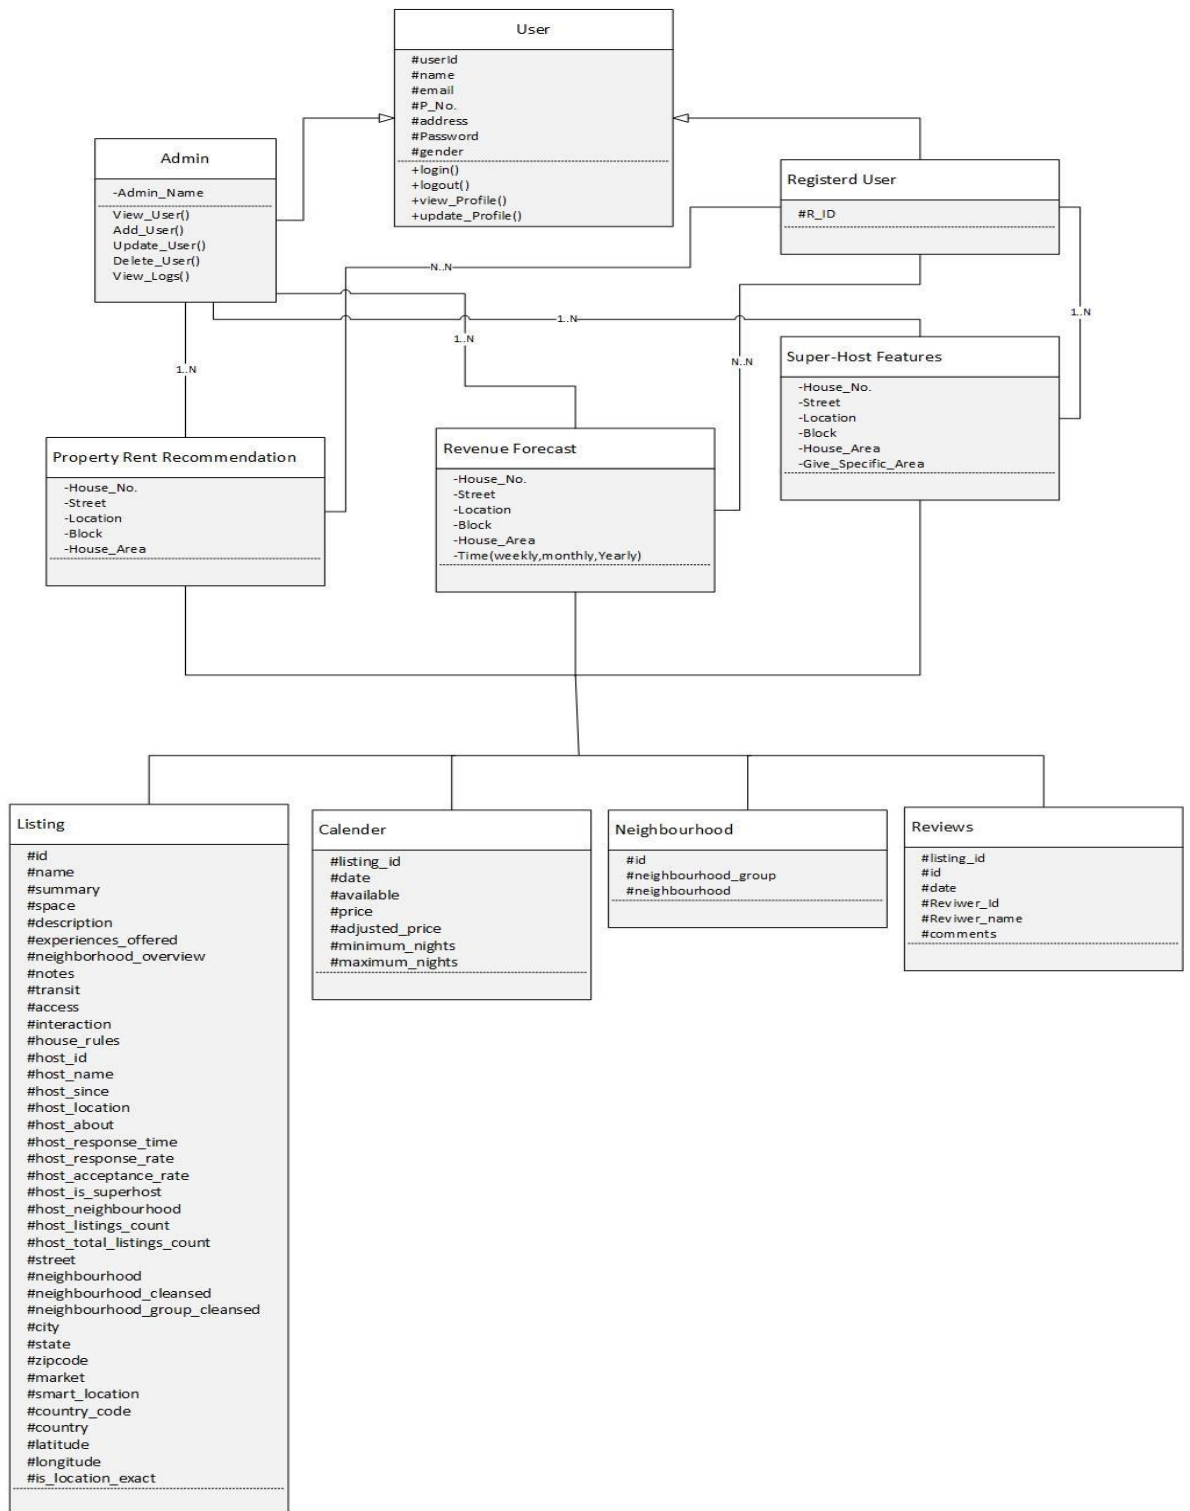 User
#userId
#name
#email
#P_No.
#address
#Password
#gender
+login()
+logout()
+view_Profile()
+update_Profile()
Admin
-Admin_Name
View_User()
Add_User()
Update_User()
Delete_User()
View_Logs()
Registerd User
#R_ID
N..N
1..N
1..N
1..N
N..N
1..N
Super-Host Features
-House_No.
-Street
-Location
-Block
-House_Area
-Give_Specific_Area
Property Rent Recommendation
-House_No.
-Street
-Location
-Block
-House_Area
Revenue Forecast
-House_No.
-Street
-Location
-Block
-House_Area
-Time(weekly,monthly,Yearly)
Listing
#id
#name
#summary
#space
#description
#experiences_offered
#neighborhood_overview
#notes
#transit
#access
#interaction
#house_rules
#host_id
#host_name
#host_since
#host_location
#host_about
#host_response_time
#host_response_rate
#host_acceptance_rate
#host_is_superhost
#host_neighbourhood
#host_listings_count
#host_total_listings_count
#street
#neighbourhood
#neighbourhood_cleansed
#neighbourhood_group_cleansed
#city
#state
#zipcode
#market
#smart_location
#country_code
#country
#latitude
#longitude
#is_location_exact
Calender
#listing_id
#date
#available
#price
#adjusted_price
#minimum_nights
#maximum_nights
Neighbourhood
#id
#neighbourhood_group
#neighbourhood
Reviews
#listing_id
#id
#date
#Reviwer_Id
#Reviwer_name
#comments